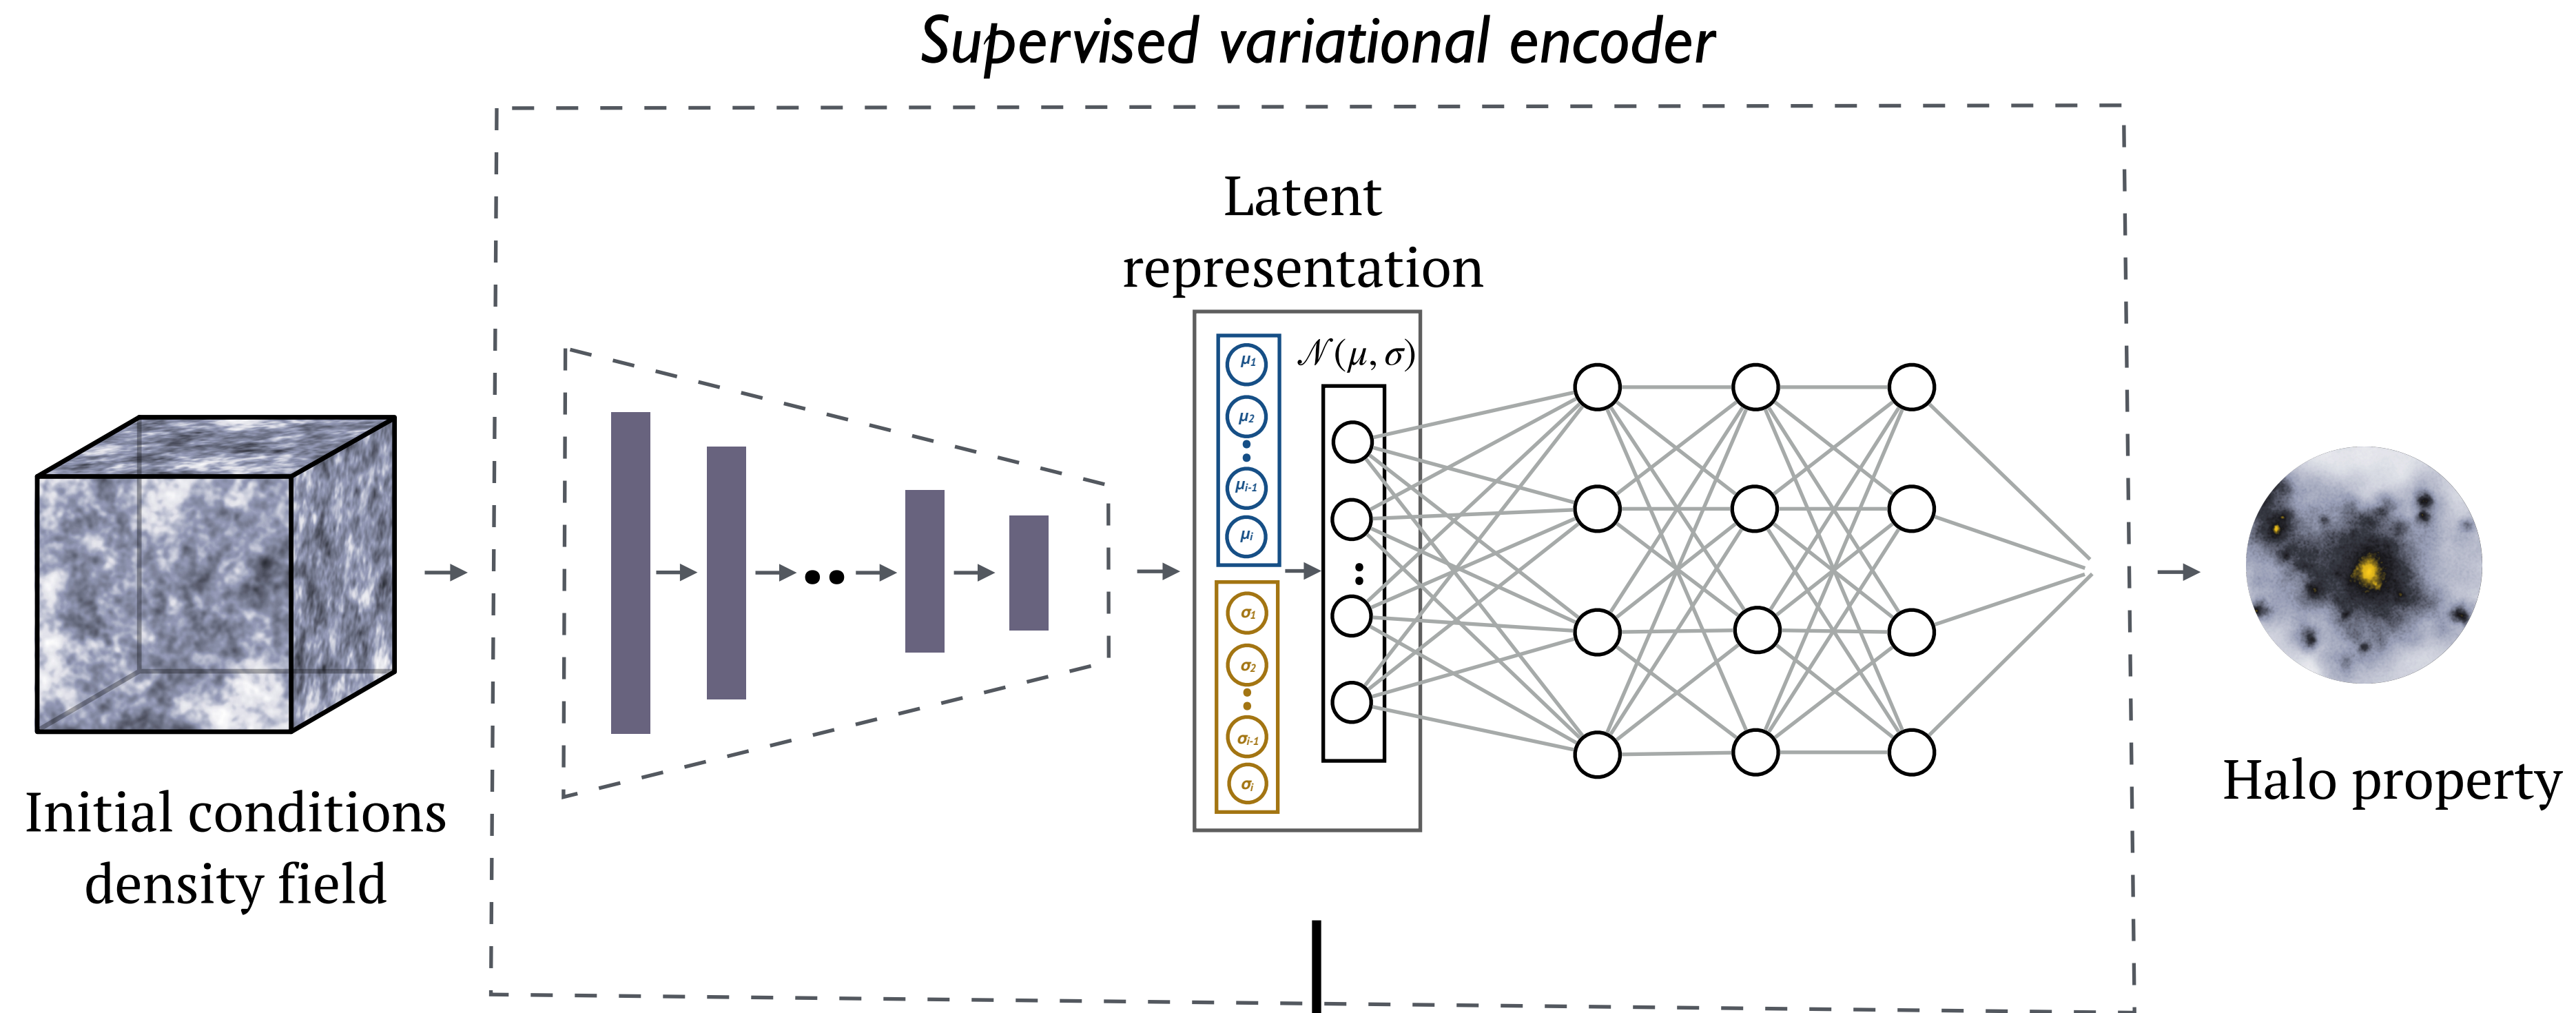 Supervised variational encoder
Latent
representation
𝒩(μ, σ)
μ1
μ2
μi-1
μi
σ1
σ2
σi-1
σi
Initial conditions
density field
Halo property